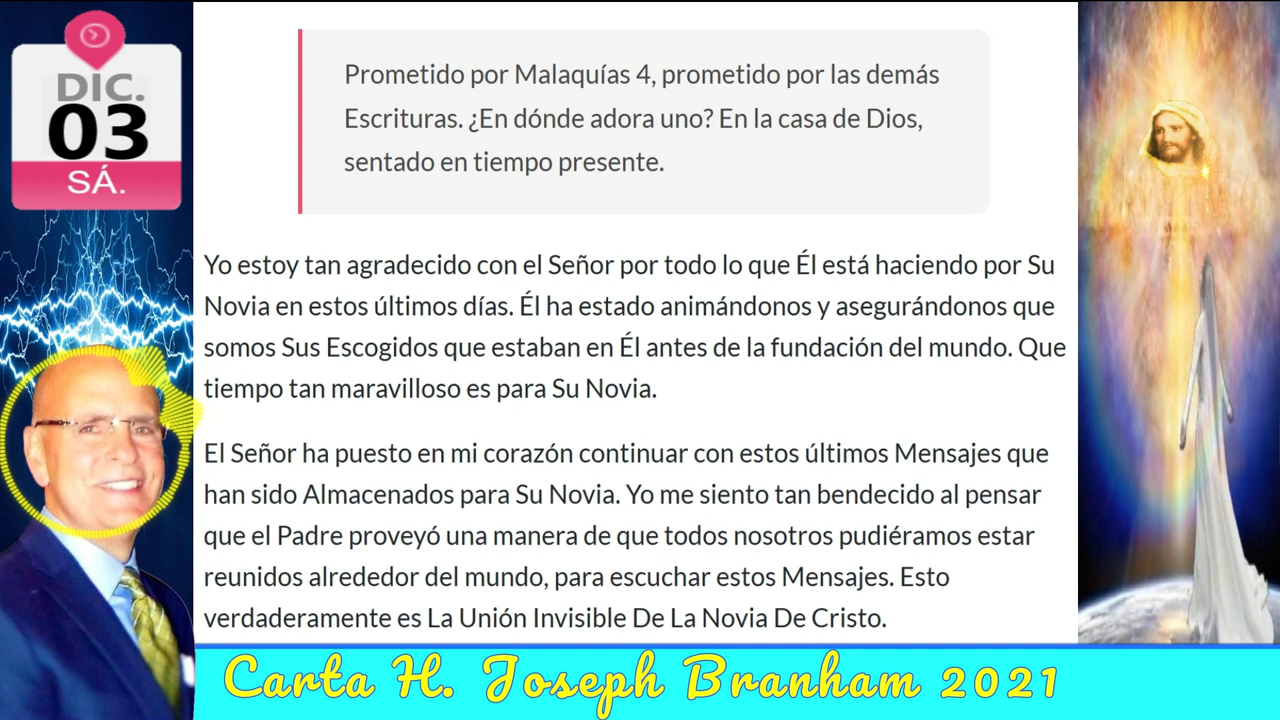 DIC.
03
SÁ.
Prometido por Malaquías 4, prometido por las demás
Escrituras. ¿En dónde adora uno? En la casa de Dios,
sentado en tiempo presente.
Yo estoy tan agradecido con el Señor por todo lo que Él está haciendo por Su
Novia en estos últimos días. Él ha estado animándonos y asegurándonos que
somos Sus Escogidos que estaban en Él antes de la fundación del mundo. Que
tiempo tan maravilloso es para Su Novia.
El Señor ha puesto en mi corazón continuar con estos últimos Mensajes que
han sido Almacenados para Su Novia. Yo me siento tan bendecido al pensar
que el Padre proveyó una manera de que todos nosotros pudiéramos estar
reunidos alrededor del mundo, para escuchar estos Mensajes. Esto
verdaderamente es La Unión Invisible De La Novia De Cristo.
Carta H. Joseph Branham 2021